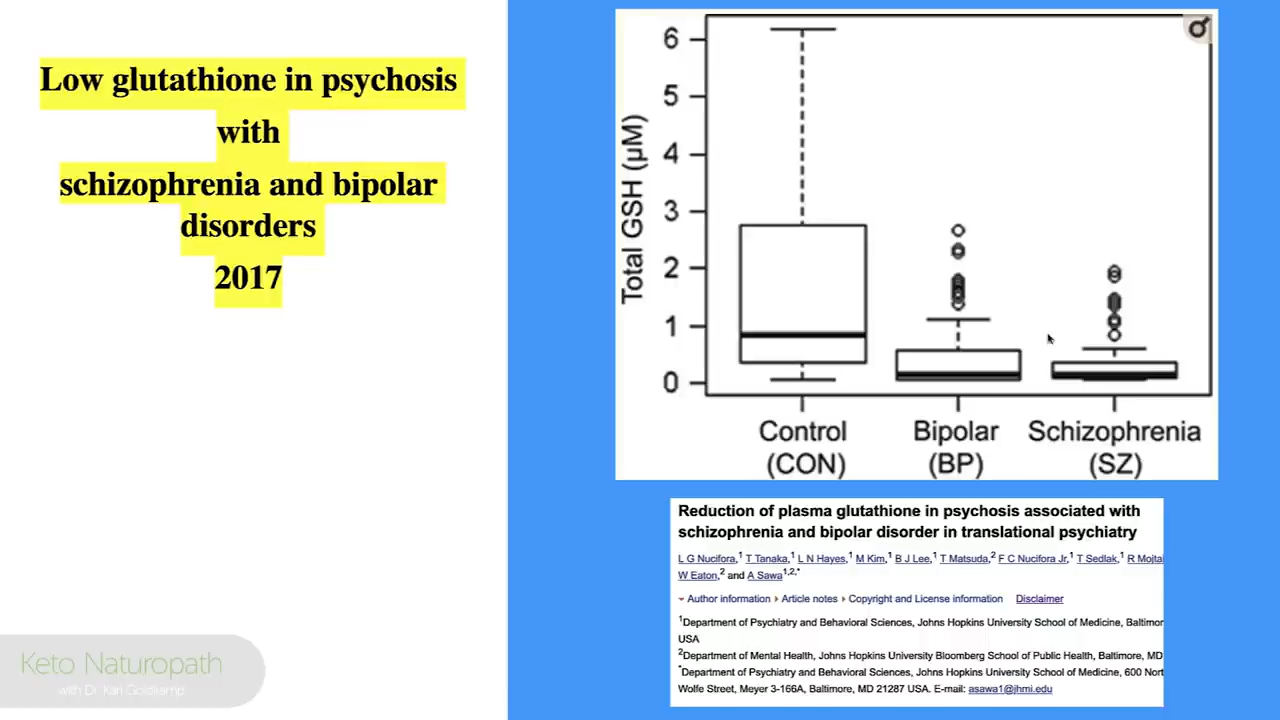 Low glutathione in psychosis
with
schizophrenia and bipolar
disorders
2017
6
5
4
3
2
1
0
Total GSH (μM)
Control
(CON)
Bipolar
(BP)
Schizophrenia
(SZ)
Reduction of plasma glutathione in psychosis associated with
schizophrenia and bipolar disorder in translational psychiatry
L G Nucifora,1 T Tanaka,1 L N Hayes,1 M Kim,1 B J Lee,1 T Matsuda,2 F C Nucifora Jr,1 T Sedlak,1 R Mojta
W Eaton,2 and A Sawa1,2,*
Author information Article notes Copyright and License information Disclaimer
1Department of Psychiatry and Behavioral Sciences, Johns Hopkins University School of Medicine, Baltimor
USA
2Department of Mental Health, Johns Hopkins University Bloomberg School of Public Health, Baltimore, MD
*Department of Psychiatry and Behavioral Sciences, Johns Hopkins University School of Medicine, 600 Nort
Wolfe Street, Meyer 3-166A, Baltimore, MD 21287 USA. E-mail: asawa1@jhmi.edu
Keto Naturopath
with Dr. Karl Goldkamp